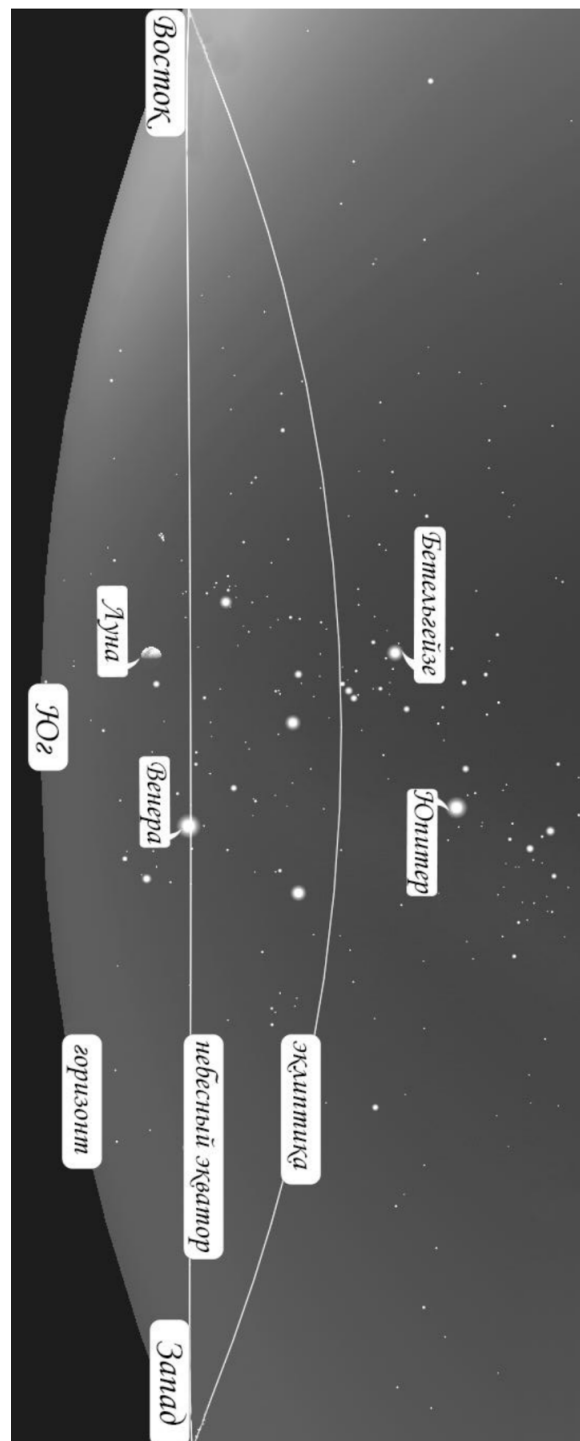 Восток
Бетельгейзе
Луна
Юг
Венера
Юпитер
горизонт
небесный экватор
эклиптика
Запад